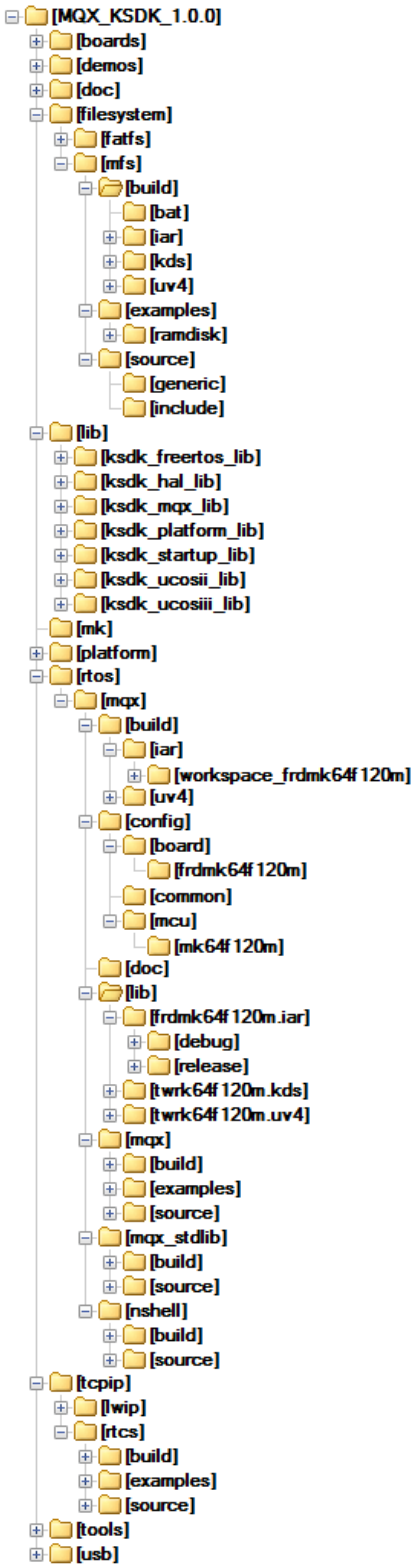 [MQX_KSDK_1.0.0]
[boards]
[demos]
[doc]
[filesystem]
[fatfs]
[mfs]
[build]
[bat]
[iar]
[kds]
[uv4]
[examples]
[ramdisk]
[source]
[generic]
[include]
[lib]
[ksdk_freertos_lib]
[ksdk_hal_lib]
[ksdk_mqx_lib]
[ksdk_platform_lib]
[ksdk_startup_lib]
[ksdk_ucosii_lib]
[ksdk_ucosiii_lib]
[mk]
[platform]
[rtos]
[mqx]
[build]
[iar]
[workspace_frdmk64f120m]
[uv4]
[config]
[board]
[frdmk64f120m]
[common]
[mcu]
[mk64f120m]
[doc]
[lib]
[frdmk64f120m.iar]
[debug]
[release]
[twrk64f120m.kds]
[twrk64f120m.uv4]
[mqx]
[build]
[examples]
[source]
[mqx_stdlib]
[build]
[source]
[nshell]
[build]
[source]
[tcpip]
[lwip]
[rtcs]
[build]
[examples]
[source]
[tools]
[usb]